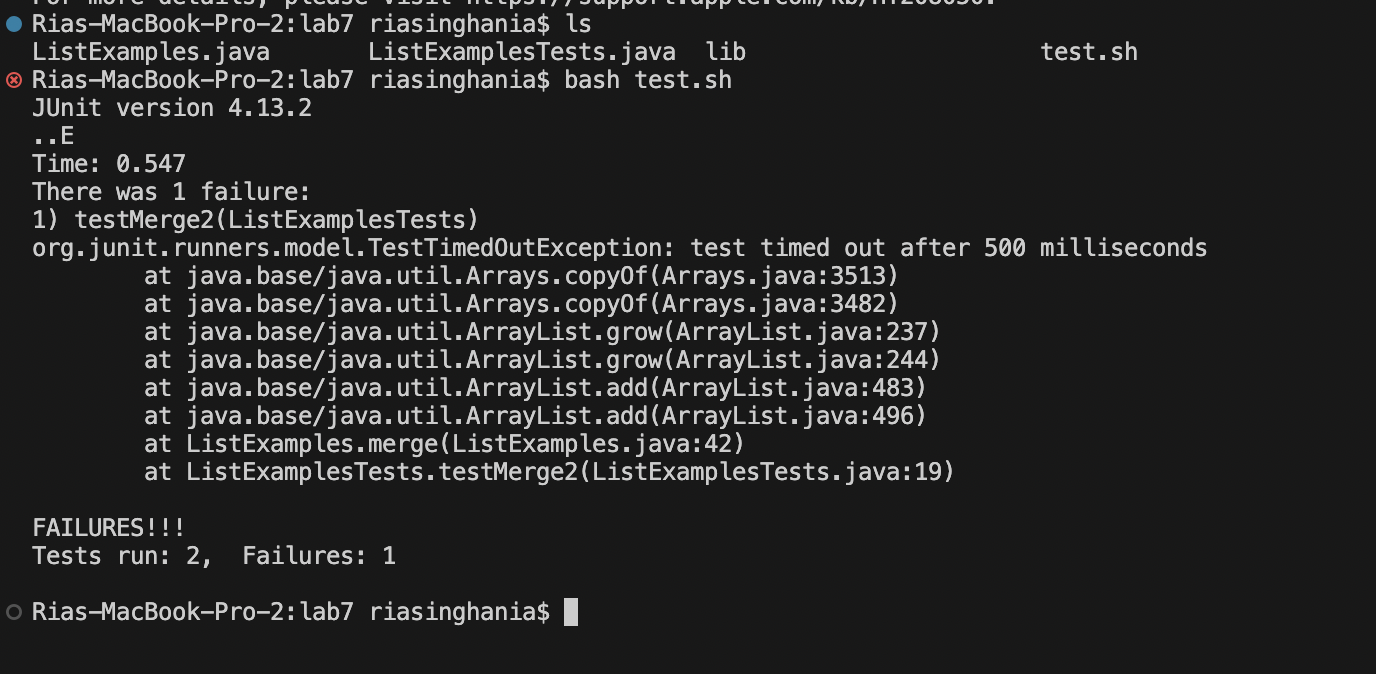 For more details, please visit https://support.apple.com/kb/HT208050.
Rias-MacBook-Pro-2:lab7 riasinghania$ ls
ListExamples.java       ListExamplesTests.java  lib                     test.sh
Rias-MacBook-Pro-2:lab7 riasinghania$ bash test.sh
JUnit version 4.13.2
..E
Time: 0.547
There was 1 failure:
1) testMerge2(ListExamplesTests)
org.junit.runners.model.TestTimedOutException: test timed out after 500 milliseconds
        at java.base/java.util.Arrays.copyOf(Arrays.java:3513)
        at java.base/java.util.Arrays.copyOf(Arrays.java:3482)
        at java.base/java.util.ArrayList.grow(ArrayList.java:237)
        at java.base/java.util.ArrayList.grow(ArrayList.java:244)
        at java.base/java.util.ArrayList.add(ArrayList.java:483)
        at java.base/java.util.ArrayList.add(ArrayList.java:496)
        at ListExamples.merge(ListExamples.java:42)
        at ListExamplesTests.testMerge2(ListExamplesTests.java:19)
FAILURES!!!
Tests run: 2,  Failures: 1
Rias-MacBook-Pro-2:lab7 riasinghania$